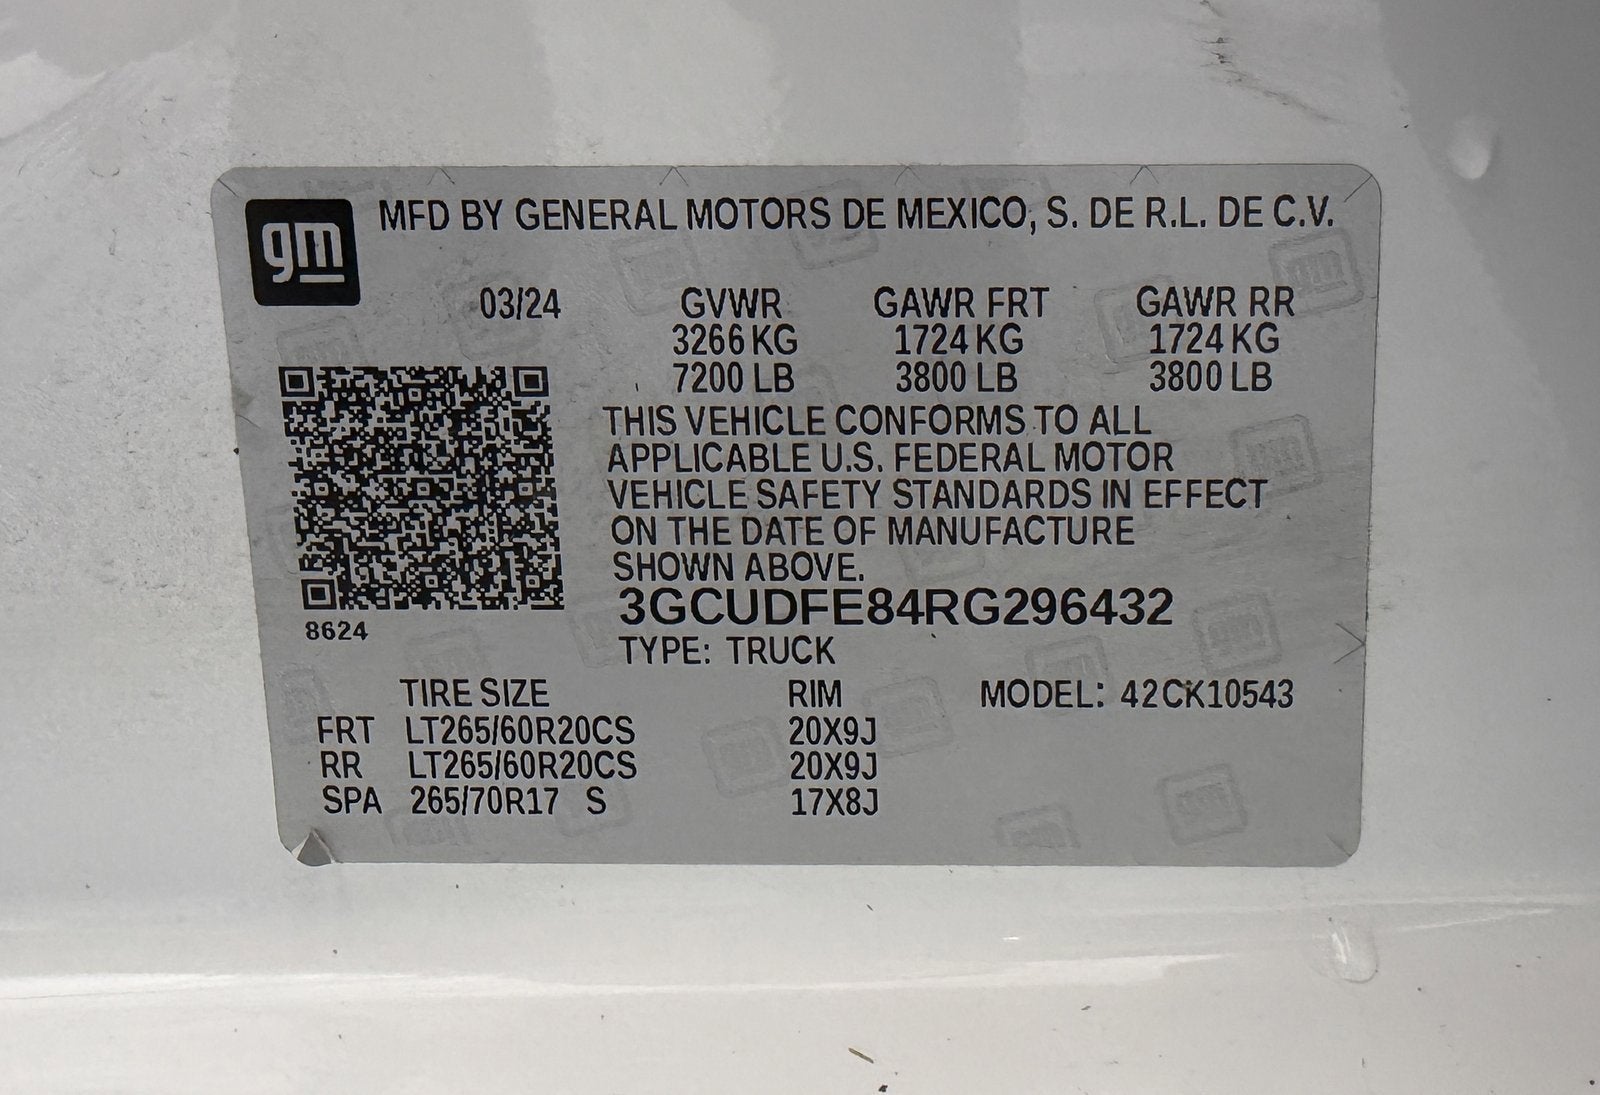 gm MFD BY GENERAL MOTORS DE MEXICO, S. DE R.L. DE C.V.
03/24 GVWR GAWR FRT GAWR RR
3266 KG 1724 KG 1724 KG
7200 LB 3800 LB 3800 LB
THIS VEHICLE CONFORMS TO ALL
APPLICABLE U.S. FEDERAL MOTOR
VEHICLE SAFETY STANDARDS IN EFFECT
ON THE DATE OF MANUFACTURE
SHOWN ABOVE.
3GCUDFE84RG296432
8624
TYPE: TRUCK
TIRE SIZE RIM MODEL: 42CK10543
FRT LT265/60R20CS 20X9J
RR LT265/60R20CS 20X9J
SPA 265/70R17 S 17X8J